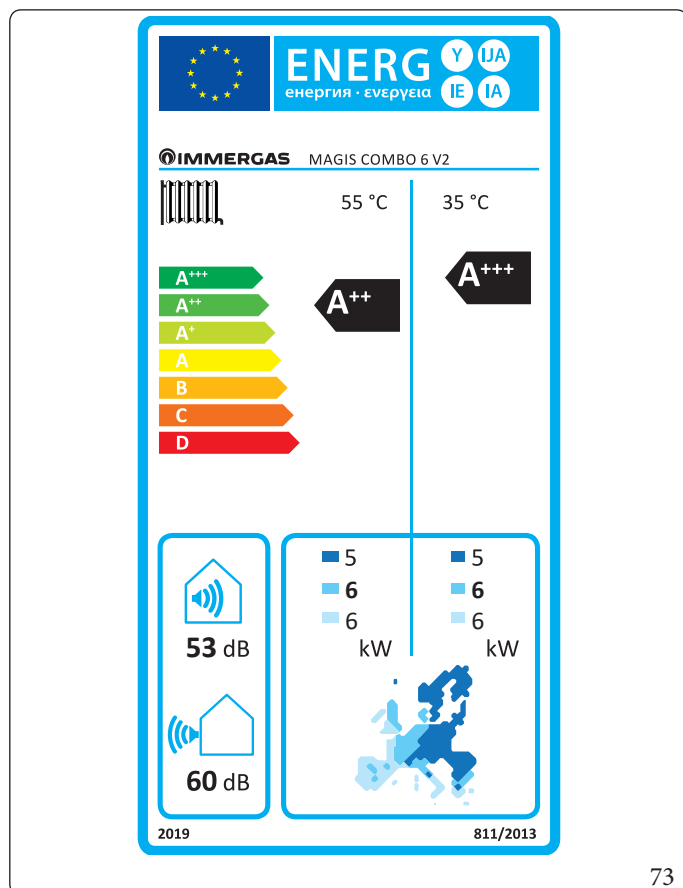 ENERG Y IJA
енергия · ενεργεια IE IA
IMMERGAS MAGIS COMBO 6 V2
55 °C 35 °C
A+++
A++
A+
A
B
C
D
A++
A+++
53 dB
60 dB
5 5
6 6
6 6
kW kW
2019 811/2013
73